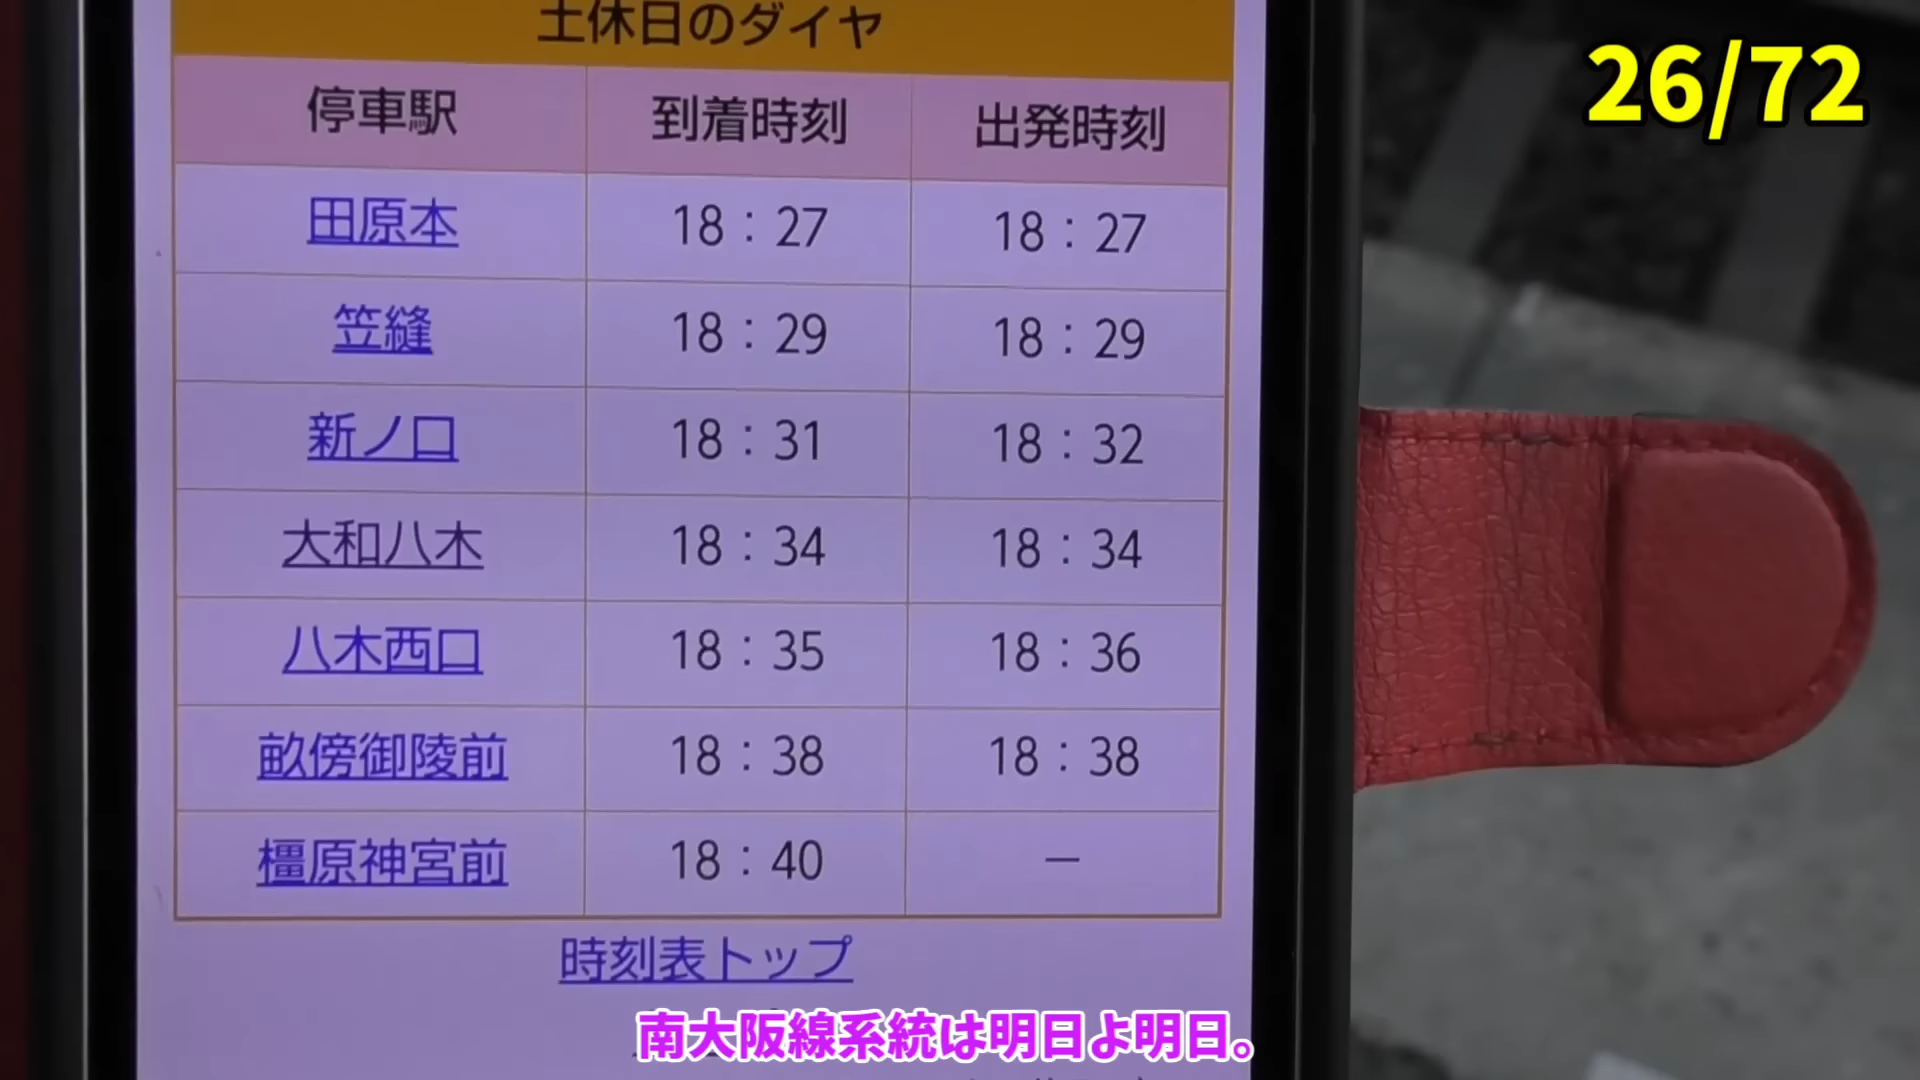 土休日のダイヤ
26/72
停車駅 到着時刻 出発時刻
田原本 18：27 18：27
笠縫 18：29 18：29
新ノ口 18：31 18：32
大和八木 18：34 18：34
八木西口 18：35 18：36
畝傍御陵前 18：38 18：38
橿原神宮前 18：40 －
時刻表トップ
南大阪線系統は明日よ明日。